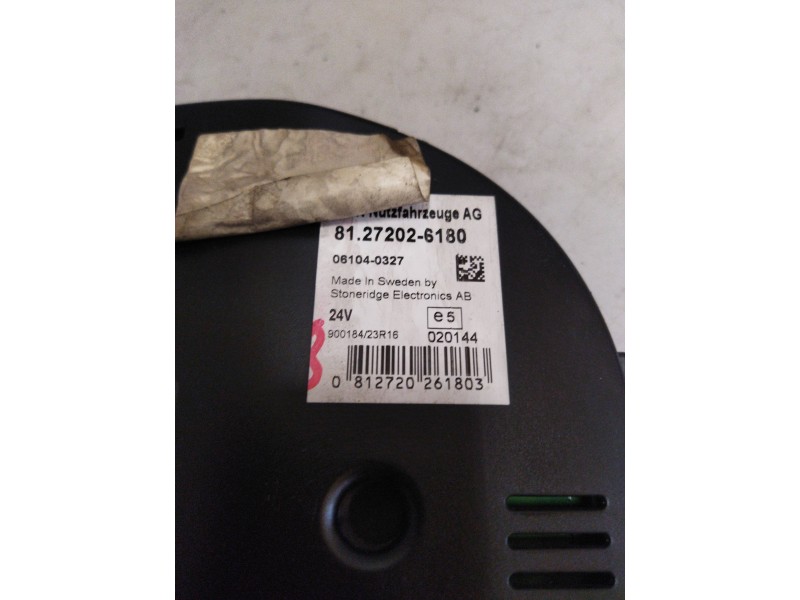 Nutzfahrzeuge AG
81.27202-6180
06104-0327
Made in Sweden by
Stoneridge Electronics AB
24V
e5
900184/23R16
020144
0 812720 261803